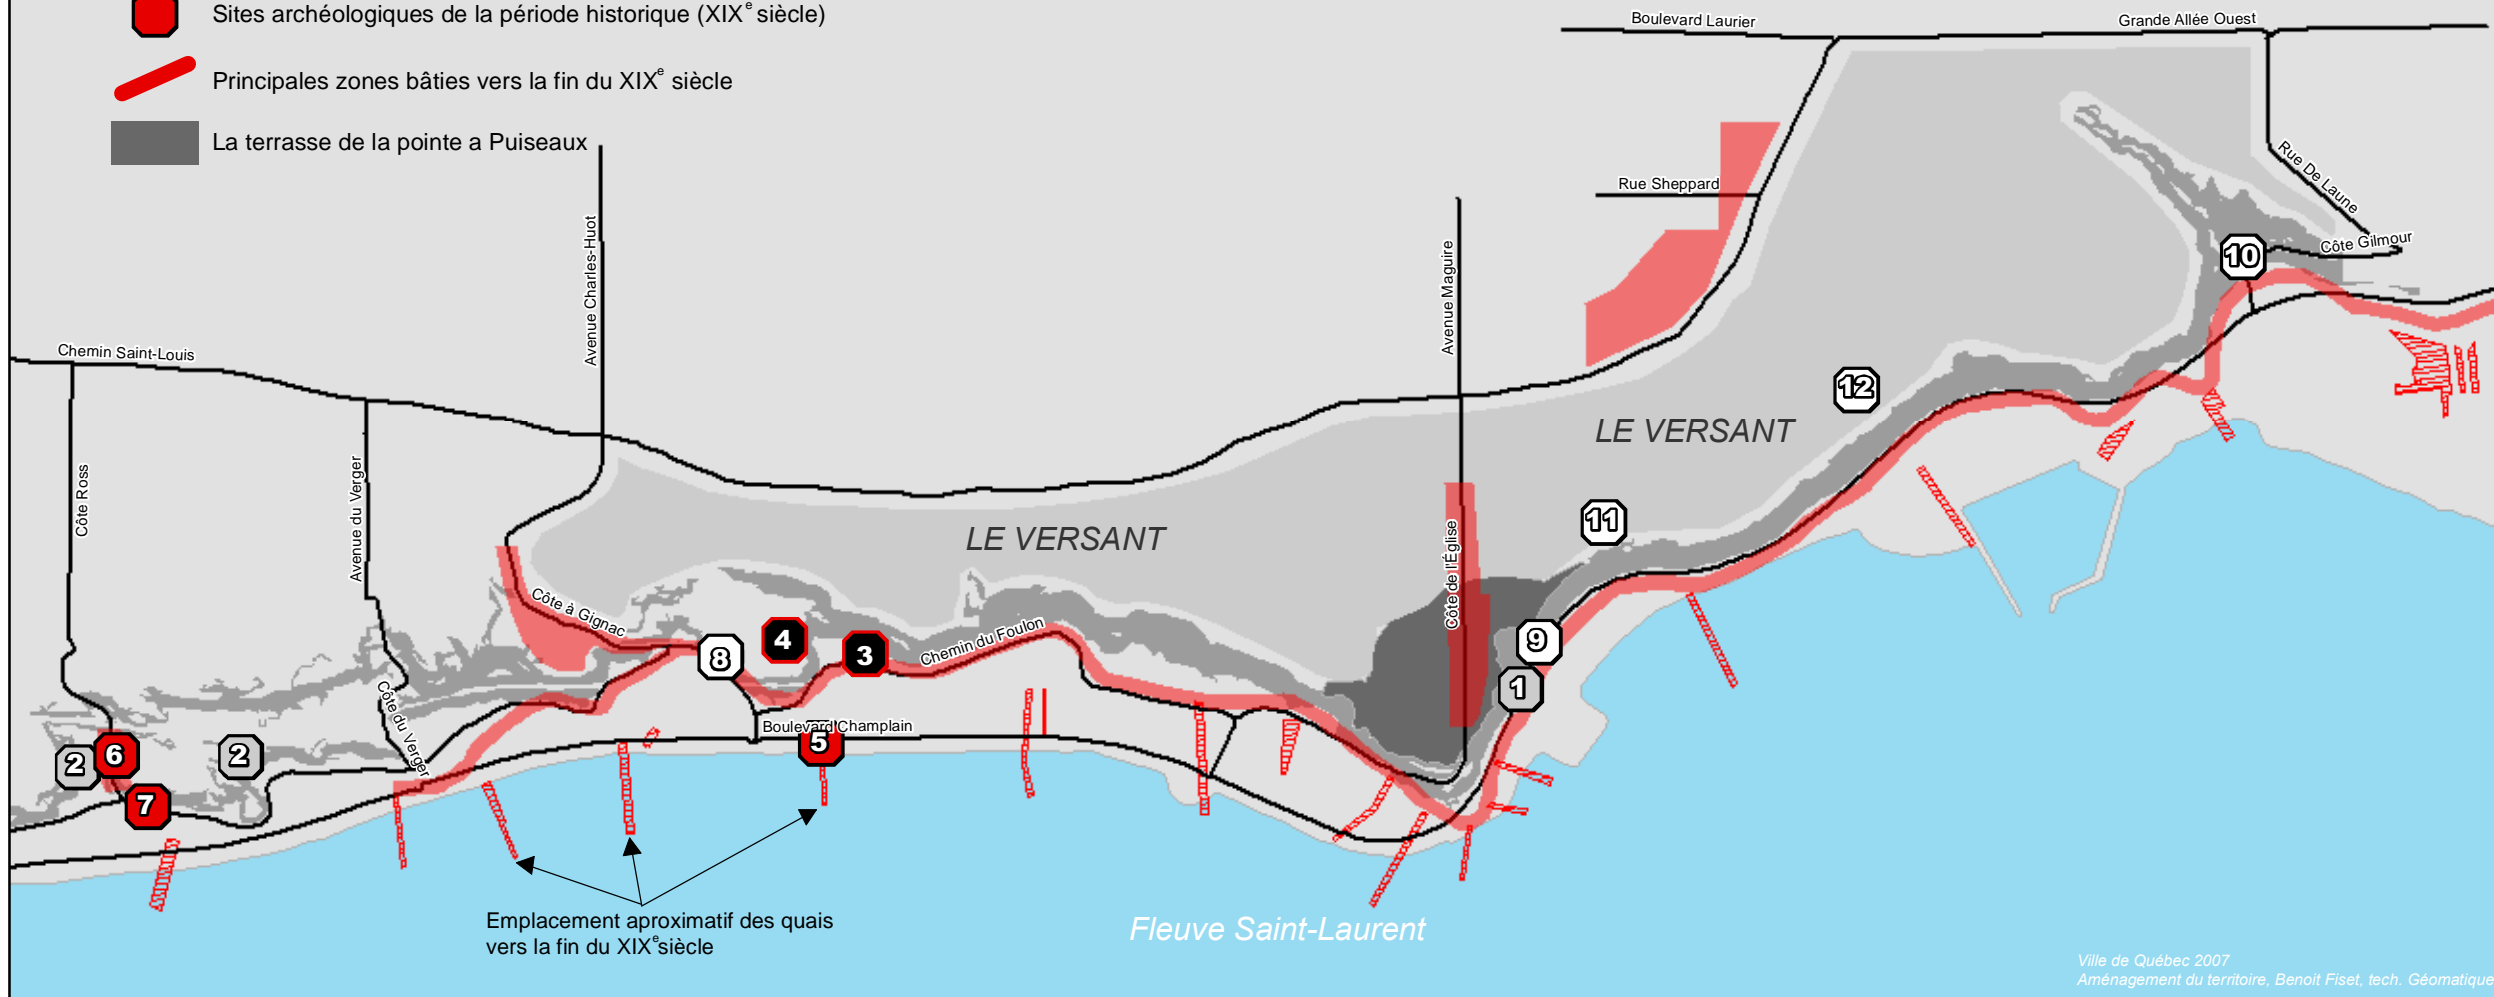 Sites archéologiques de la période historique (XIXe siècle)
Principales zones bâties vers la fin du XIXe siècle
La terrasse de la pointe a Puiseaux
Boulevard Laurier
Grande Allée Ouest
Rue Sheppard
Rue De Laune
Côte Gilmour
Avenue Charles-Huot
Avenue Maguire
Chemin Saint-Louis
Côte Ross
Avenue du Verger
LE VERSANT
LE VERSANT
Côte de l'Église
Côte à Gignac
Chemin du Foulon
Côte du Verger
Boulevard Champlain
10
12
11
4
3
8
9
1
5
2
6
2
7
Emplacement aproximatif des quais
vers la fin du XIXe siècle
Fleuve Saint-Laurent
Ville de Québec 2007
Aménagement du territoire, Benoit Fiset, tech. Géomatique